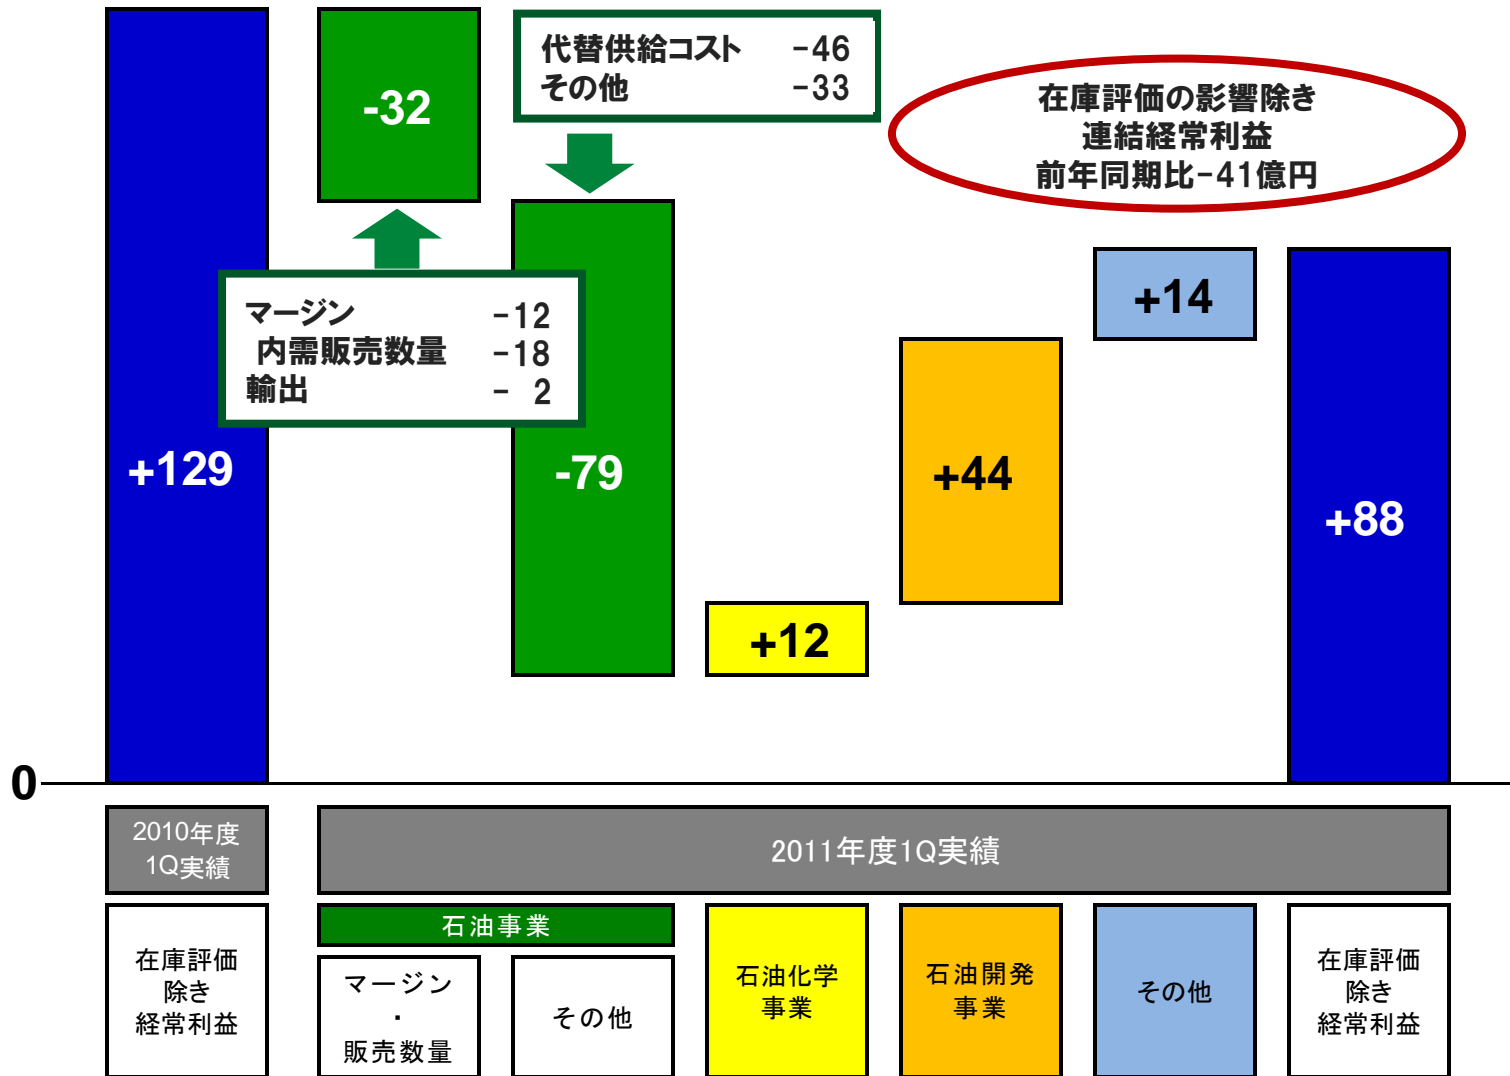 代替供給コスト -46
その他 -33
在庫評価の影響除き
連結経常利益
前年同期比-41億円
-32
マージン -12
内需販売数量 -18
輸出 - 2
+129
-79
+12
+44
+14
+88
0
2010年度
1Q実績
2011年度1Q実績
在庫評価
除き
経常利益
石油事業
マージン
・
販売数量
その他
石油化学
事業
石油開発
事業
その他
在庫評価
除き
経常利益